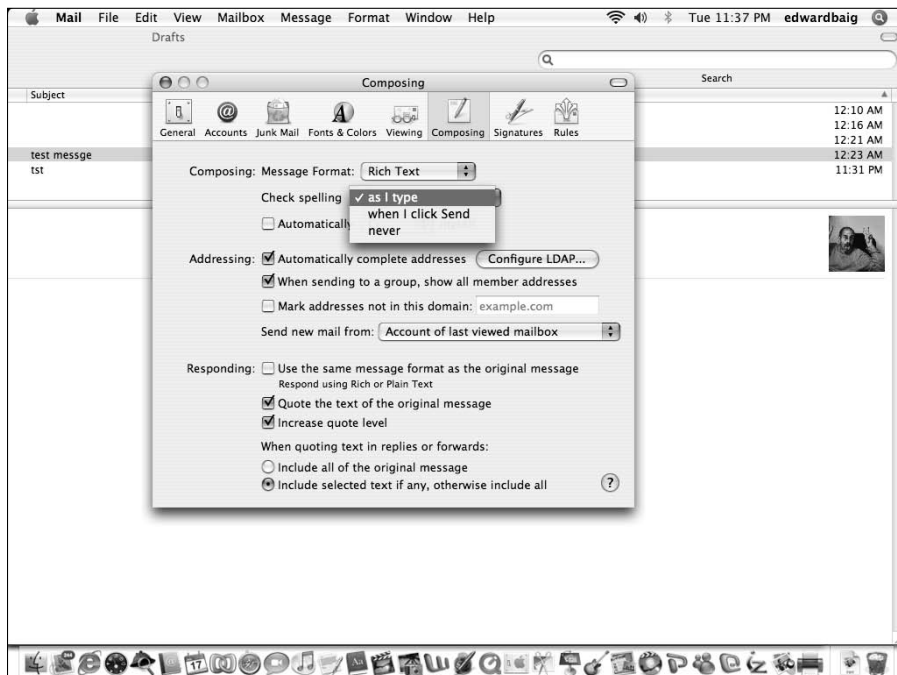 Mail File Edit View Mailbox Message Format Window Help Tue 11:37 PM edwardbaig
Drafts
Search
Composing
Subject
General Accounts Junk Mail Fonts & Colors Viewing Composing Signatures Rules
12:10 AM
12:16 AM
12:21 AM
test messge 12:23 AM
tst 11:31 PM
Composing: Message Format: Rich Text
Check spelling ✓ as I type
when I click Send
never
Automatically
Addressing: Automatically complete addresses Configure LDAP...
When sending to a group, show all member addresses
Mark addresses not in this domain: example.com
Send new mail from: Account of last viewed mailbox
Responding: Use the same message format as the original message
Respond using Rich or Plain Text
Quote the text of the original message
Increase quote level
When quoting text in replies or forwards:
Include all of the original message
Include selected text if any, otherwise include all ?
17